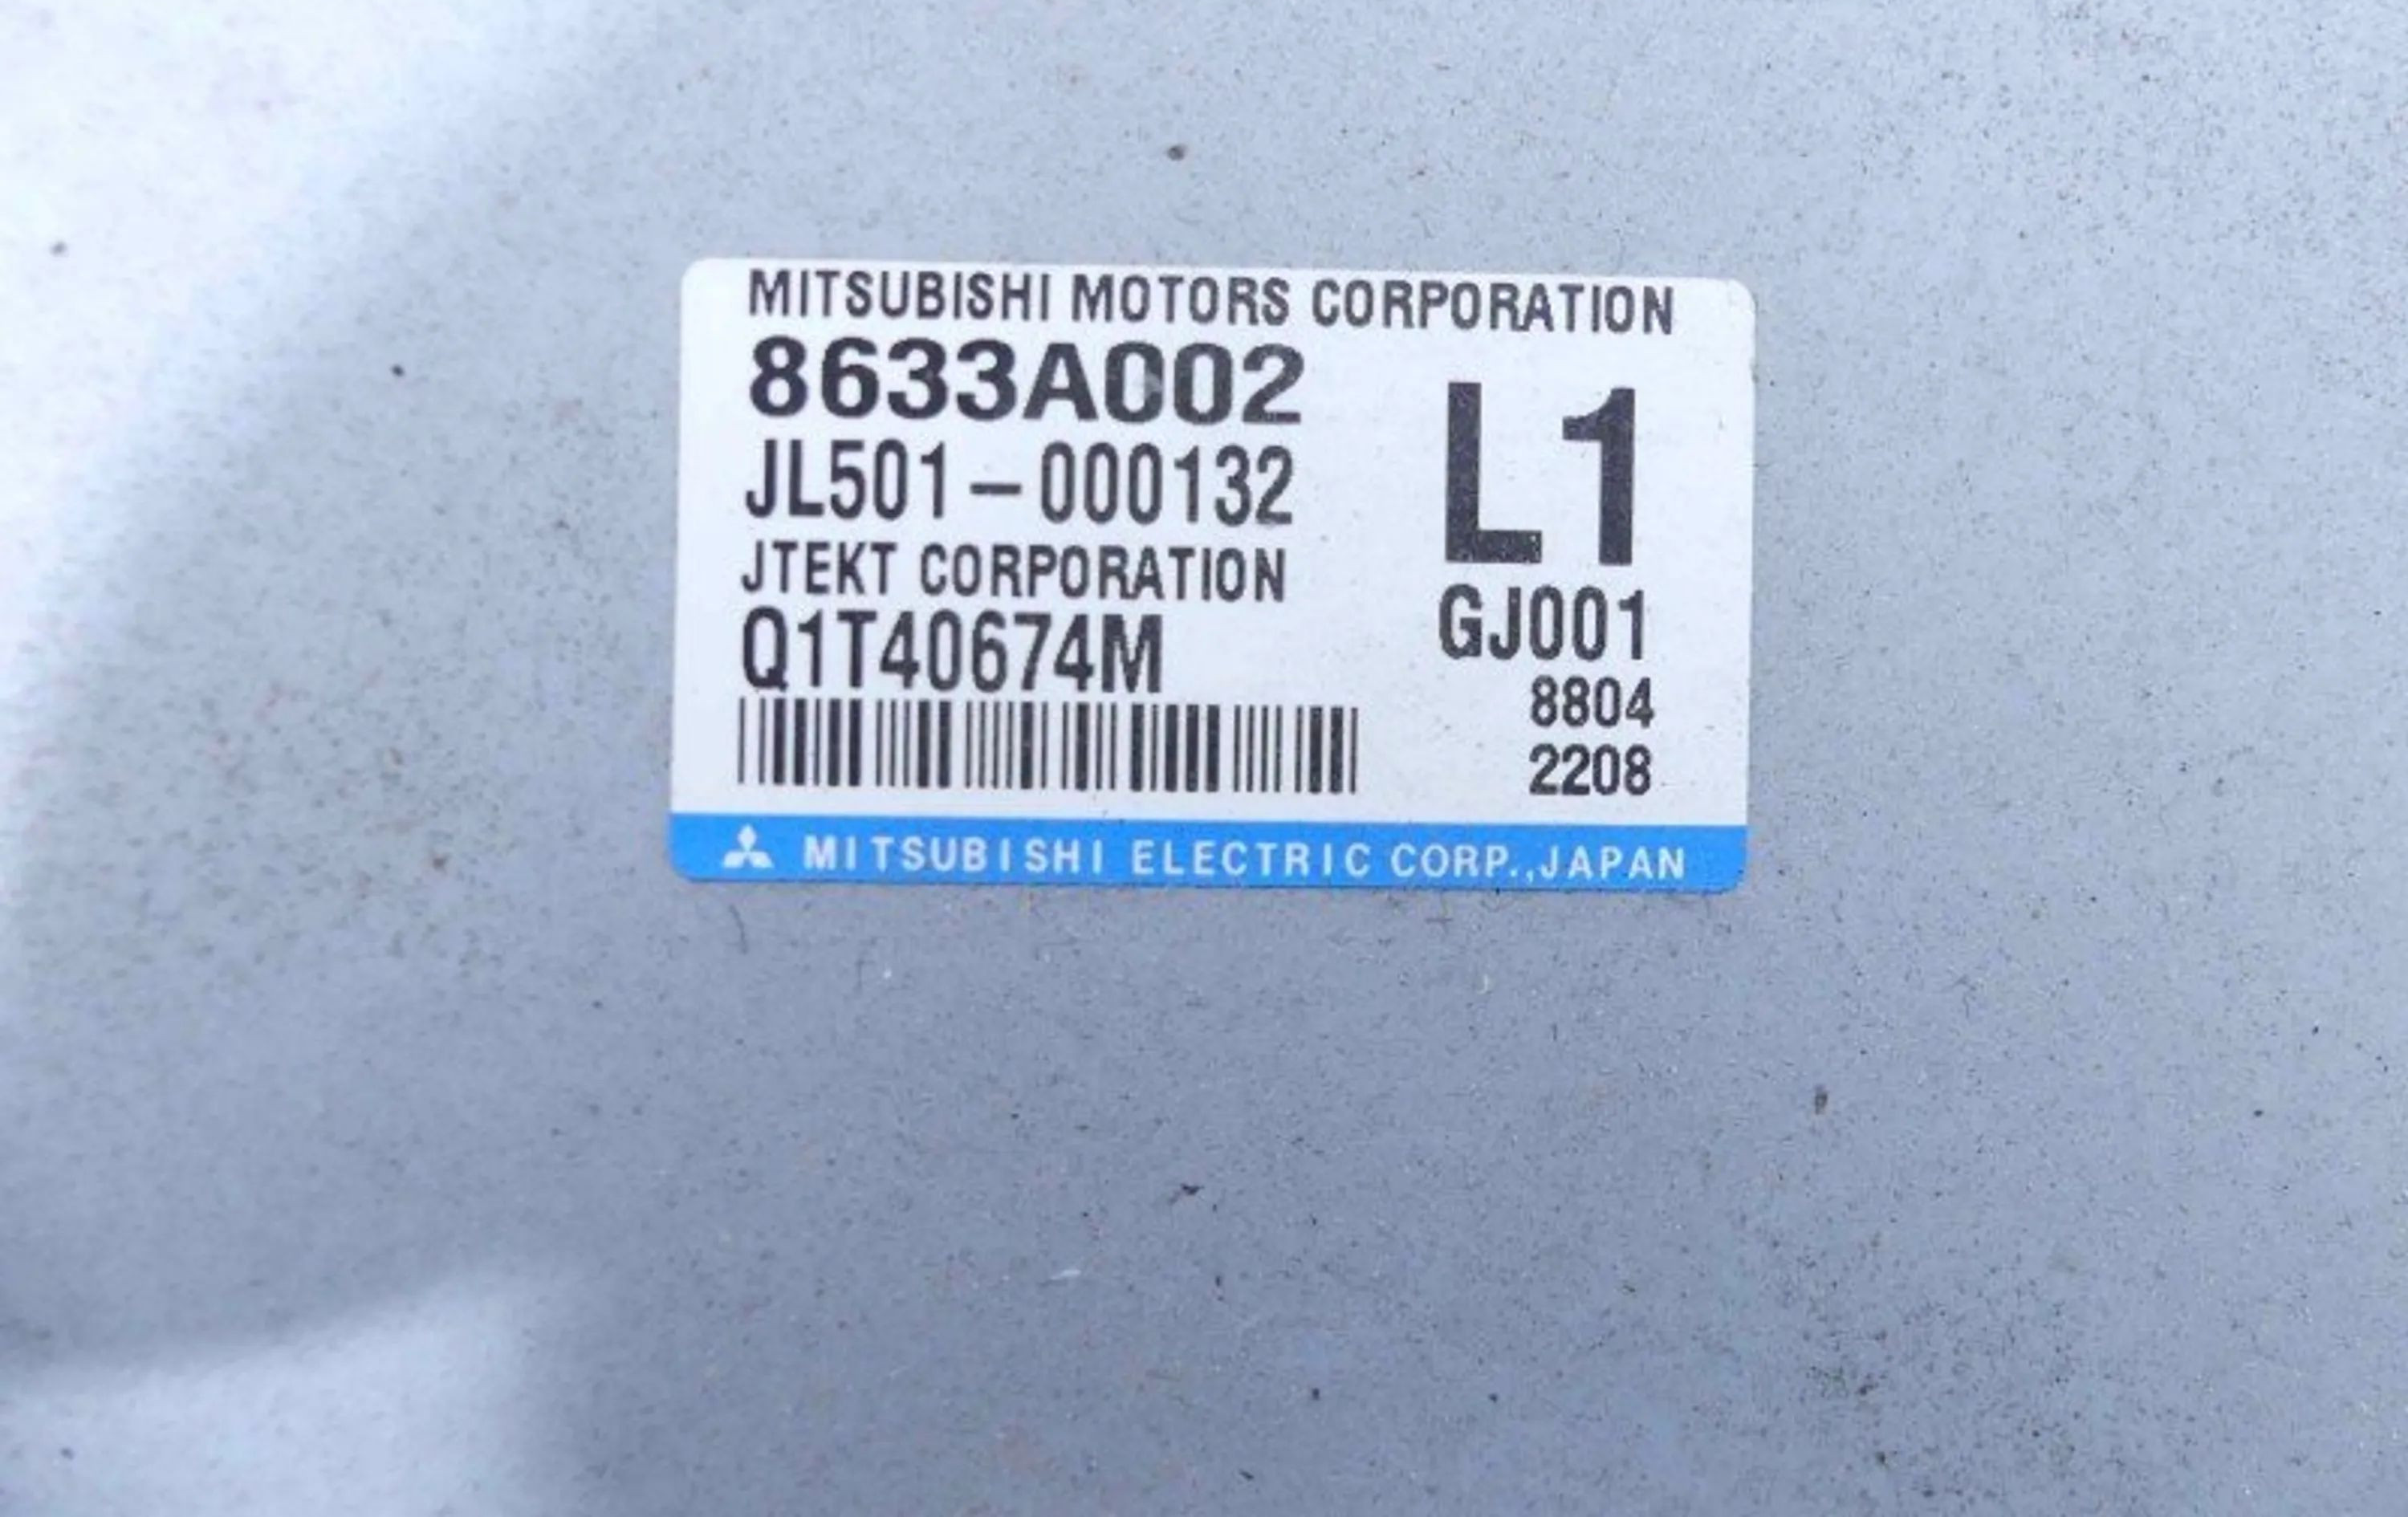 MITSUBISHI MOTORS CORPORATION
8633A002
JL501-000132
L1
JTEKT CORPORATION
Q1T40674M
GJ001
8804
2208
MITSUBISHI ELECTRIC CORP.,JAPAN